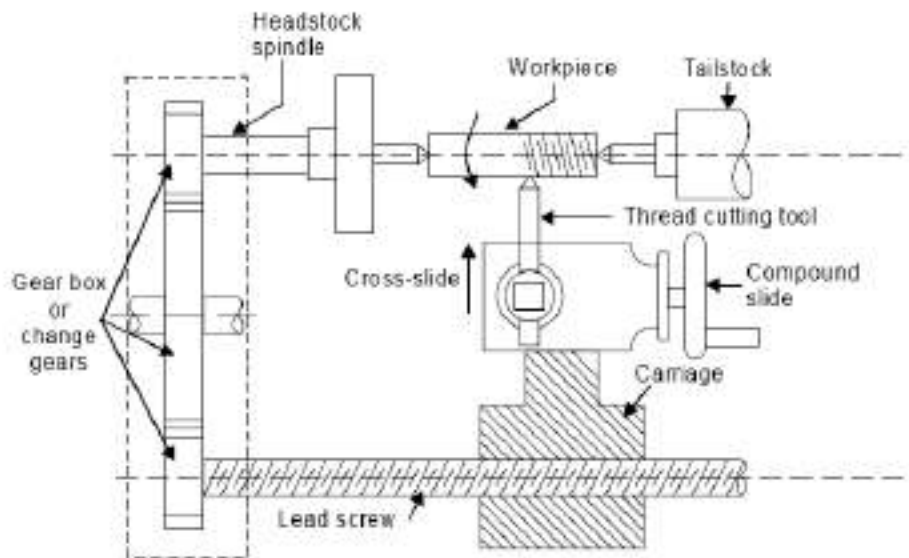 Headstock
spindle
Workpiece
Tailstock
Thread cutting tool
Cross-slide
Compound
slide
Gear box
or
change
gears
Carriage
Lead screw